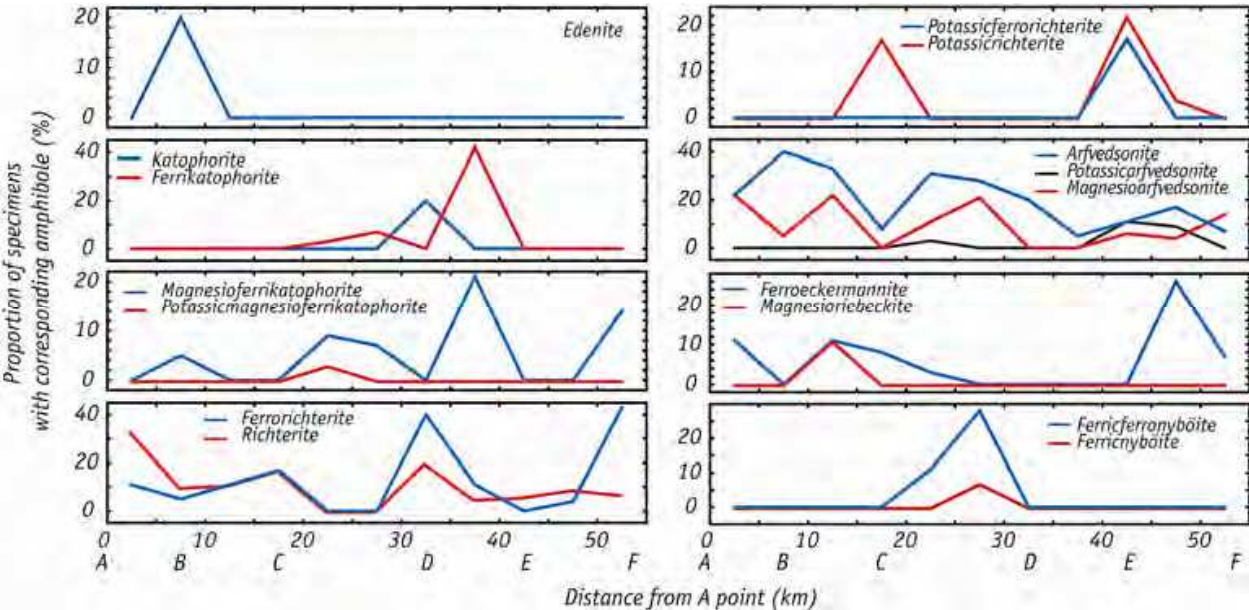 Proportion of specimens
with corresponding amphibole (%)
20
10
0
Edenite
40
20
0
Katophorite
Ferrikatophorite
20
10
0
Magnesioferrikatophorite
Potassicmagnesioferrikatophorite
40
20
0
Ferrorichterite
Richterite
0 10 20 30 40 50
A B C D E F
20
10
0
Potassicferrorichterite
Potassicrichterite
40
20
0
Arfvedsonite
Potassicarfvedsonite
Magnesioarfvedsonite
20
10
0
Ferroeckermannite
Magnesioriebeckite
20
10
0
Ferricferronyböite
Ferricnyböite
0 10 20 30 40 50
A B C D E F
Distance from A point (km)